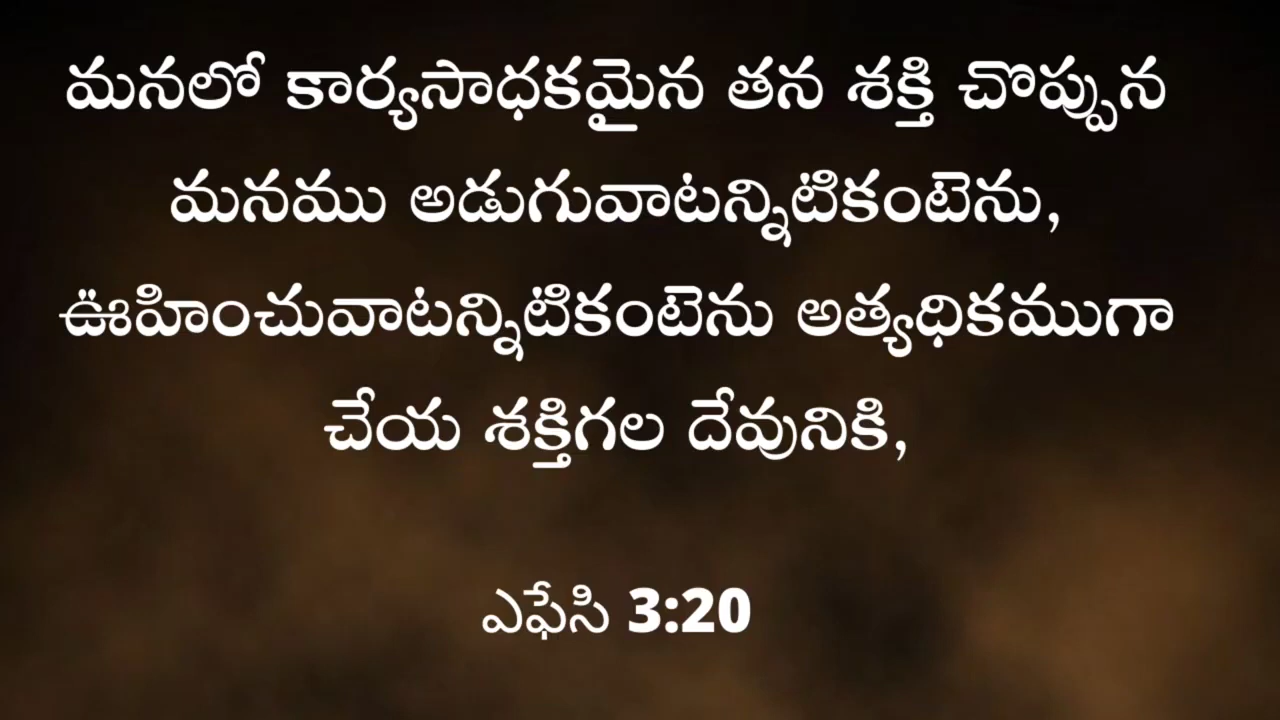 మనలో కార్యసాధకమైన తన శక్తి చొప్పున
మనము అడుగువాటన్నిటికంటెను,
ఊహించువాటన్నిటికంటెను అత్యధికముగా
చేయ శక్తిగల దేవునికి,
ఎఫేసి 3:20